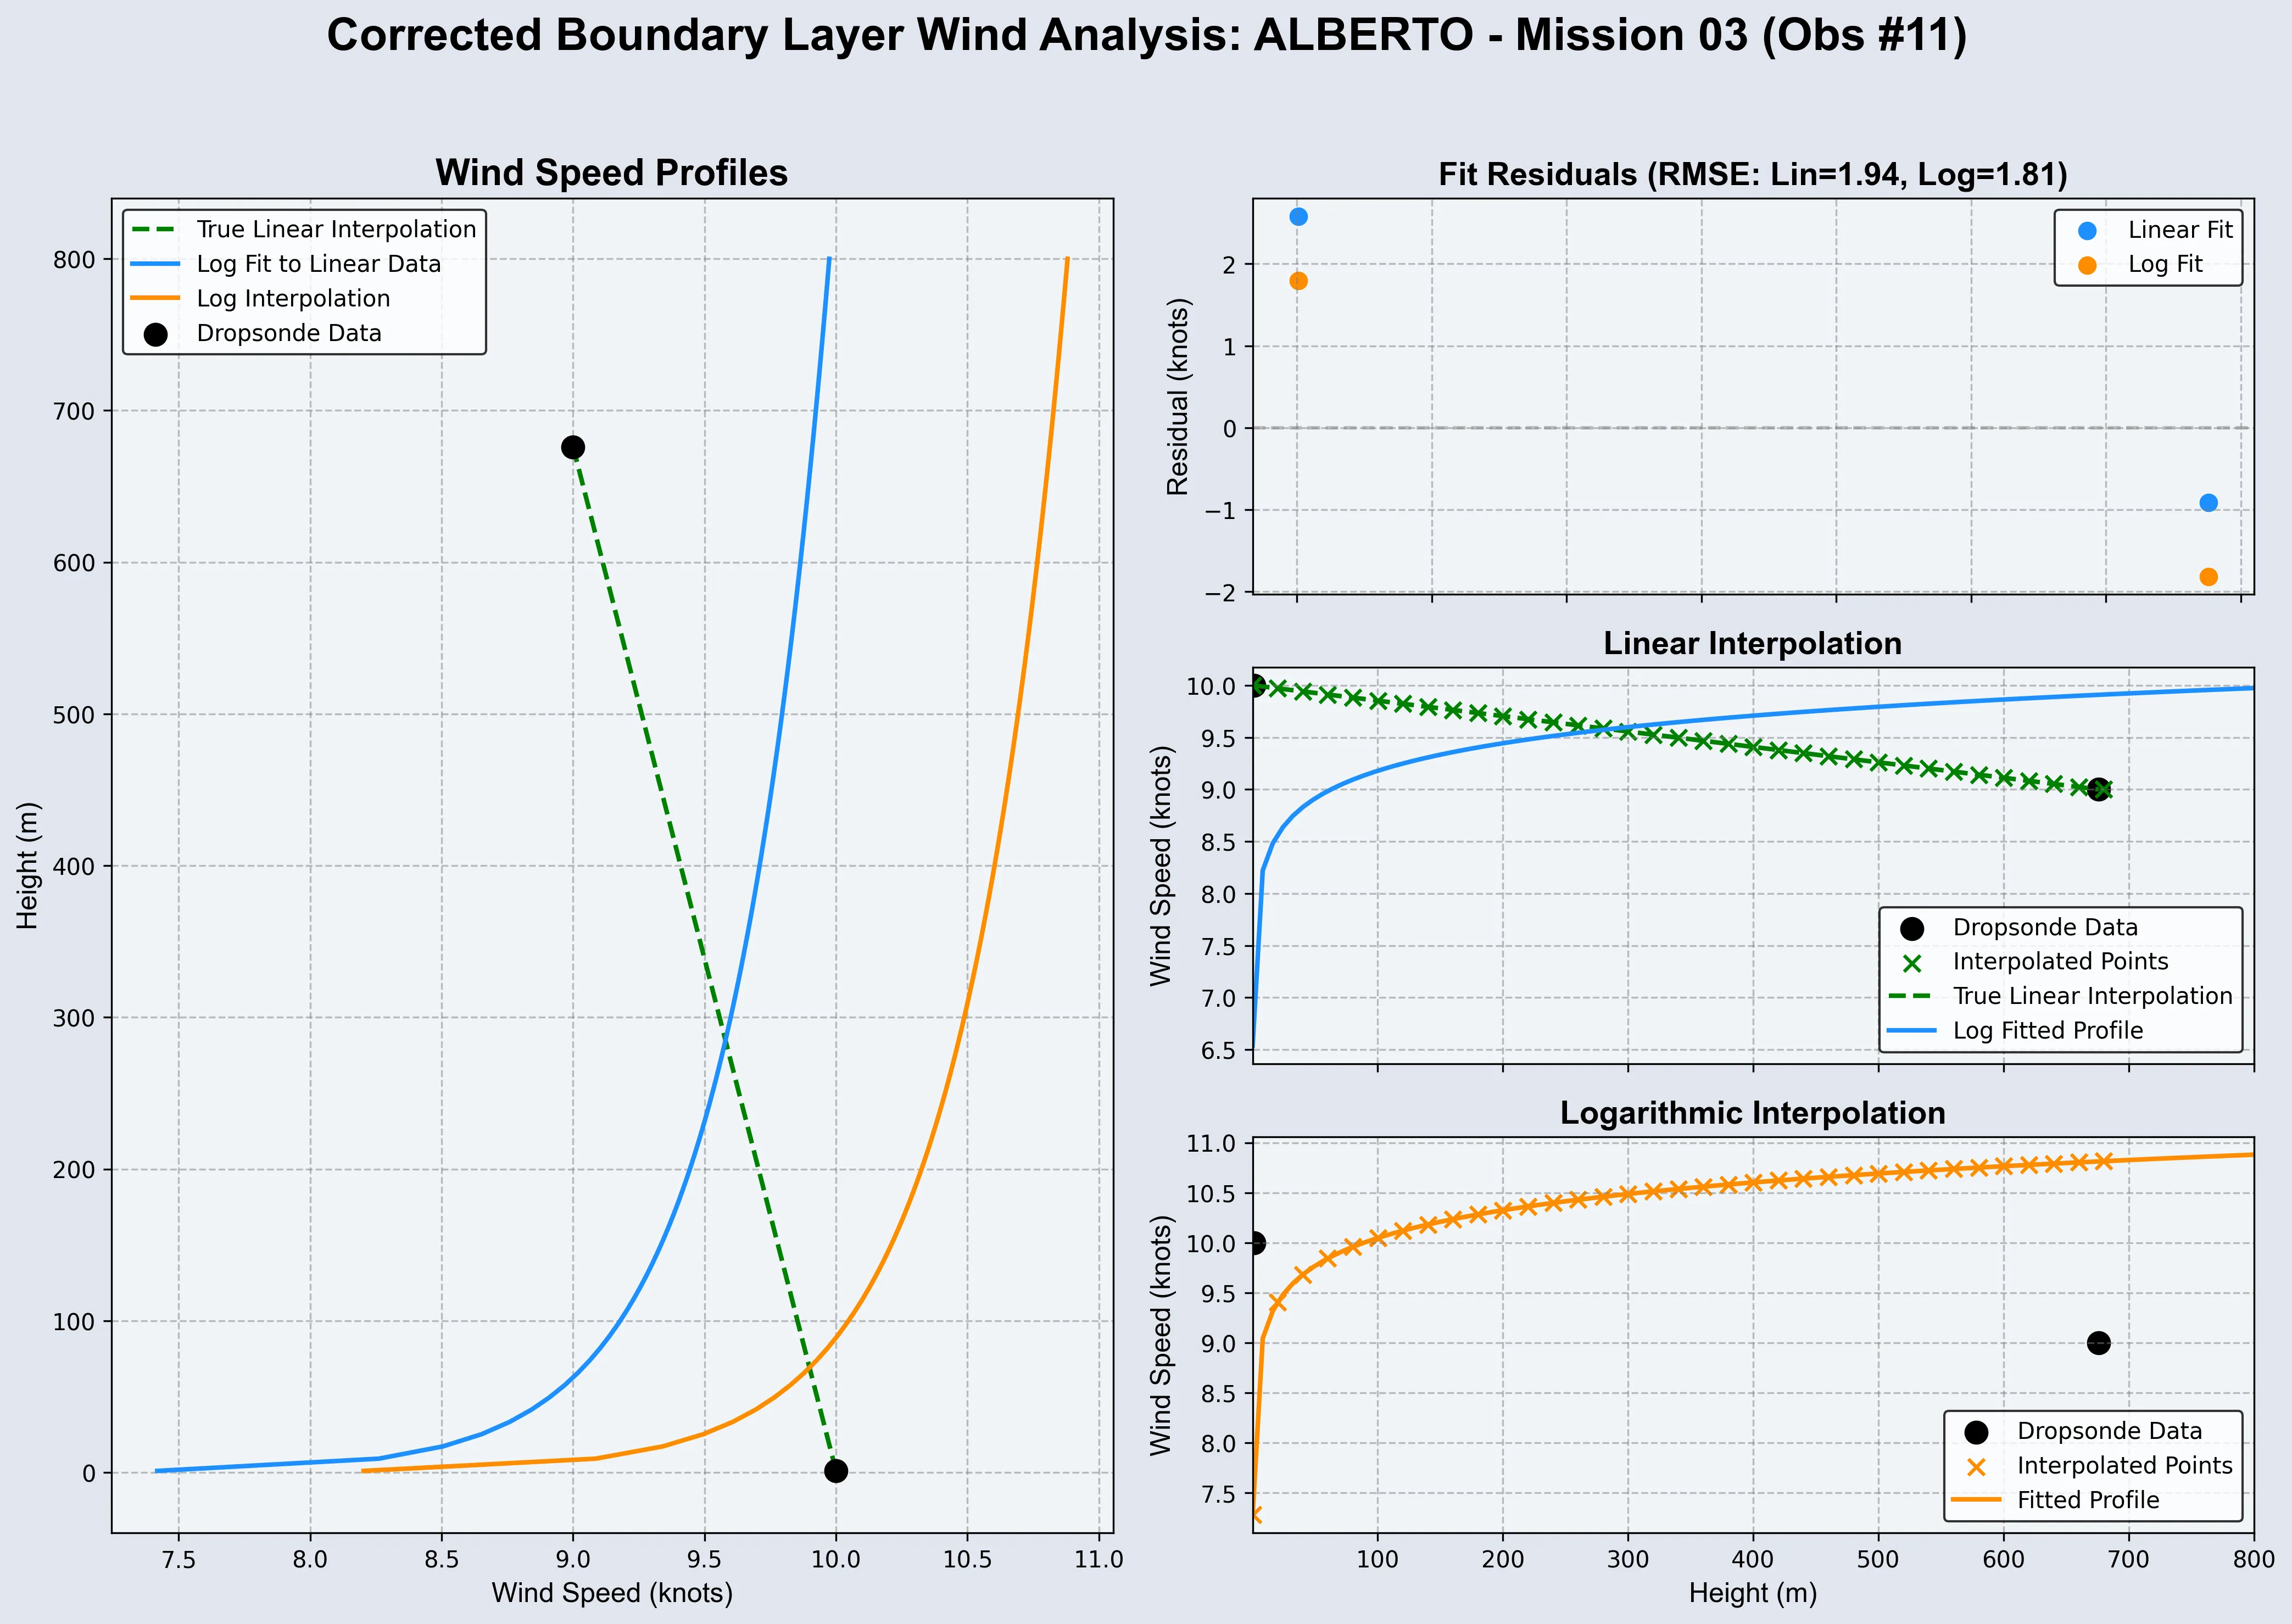 Corrected Boundary Layer Wind Analysis: ALBERTO - Mission 03 (Obs #11)
Wind Speed Profiles
True Linear Interpolation
Log Fit to Linear Data
Log Interpolation
Dropsonde Data
800
700
600
500
400
300
200
100
0
Height (m)
7.5 8.0 8.5 9.0 9.5 10.0 10.5 11.0
Wind Speed (knots)
Fit Residuals (RMSE: Lin=1.94, Log=1.81)
Linear Fit
Log Fit
2
1
0
−1
−2
Residual (knots)
Linear Interpolation
10.0
9.5
9.0
8.5
8.0
7.5
7.0
6.5
Wind Speed (knots)
Dropsonde Data
Interpolated Points
True Linear Interpolation
Log Fitted Profile
Logarithmic Interpolation
11.0
10.5
10.0
9.5
9.0
8.5
8.0
7.5
Wind Speed (knots)
Dropsonde Data
Interpolated Points
Fitted Profile
100 200 300 400 500 600 700 800
Height (m)